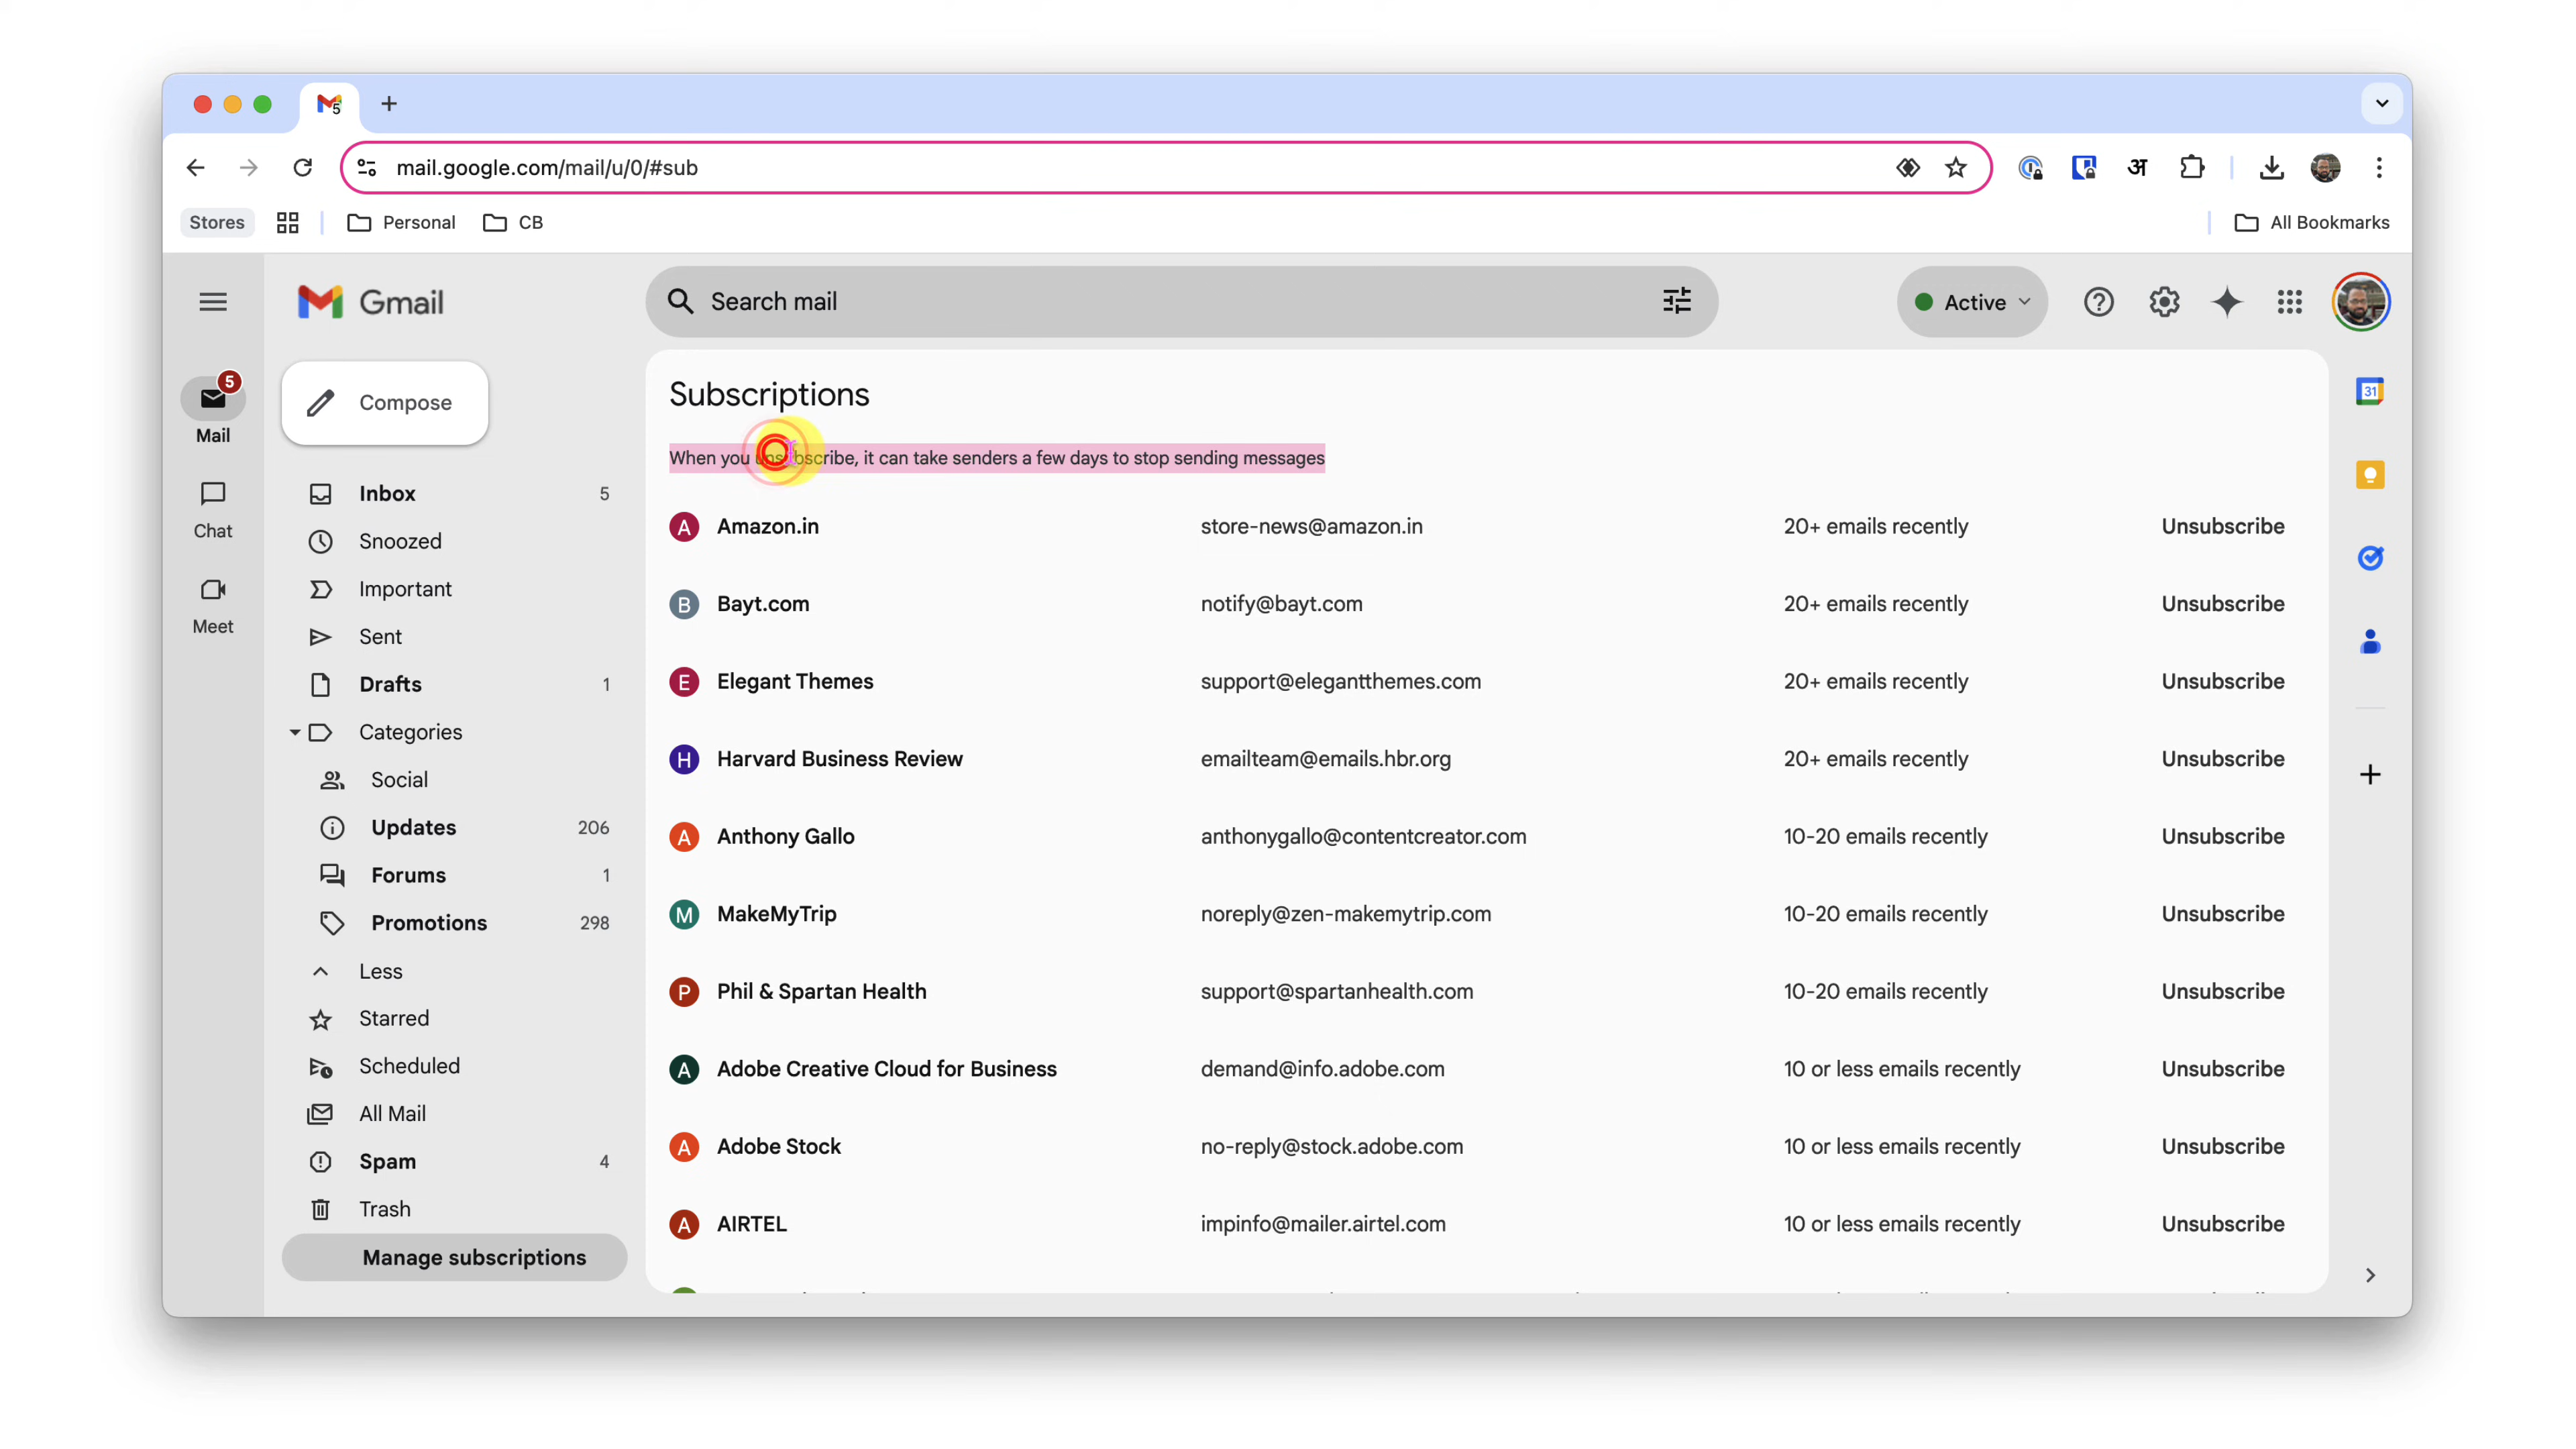 5
mail.google.com/mail/u/0/#sub
अ
Stores
Personal
CB
All Bookmarks
Gmail
Search mail
Active
5
Mail
Chat
Meet
Compose
Inbox 5
Snoozed
Important
Sent
Drafts 1
Categories
Social
Updates 206
Forums 1
Promotions 298
Less
Starred
Scheduled
All Mail
Spam 4
Trash
Manage subscriptions
Subscriptions
When you unsubscribe, it can take senders a few days to stop sending messages
A Amazon.in store-news@amazon.in 20+ emails recently Unsubscribe
B Bayt.com notify@bayt.com 20+ emails recently Unsubscribe
E Elegant Themes support@elegantthemes.com 20+ emails recently Unsubscribe
H Harvard Business Review emailteam@emails.hbr.org 20+ emails recently Unsubscribe
A Anthony Gallo anthonygallo@contentcreator.com 10-20 emails recently Unsubscribe
M MakeMyTrip noreply@zen-makemytrip.com 10-20 emails recently Unsubscribe
P Phil & Spartan Health support@spartanhealth.com 10-20 emails recently Unsubscribe
A Adobe Creative Cloud for Business demand@info.adobe.com 10 or less emails recently Unsubscribe
A Adobe Stock no-reply@stock.adobe.com 10 or less emails recently Unsubscribe
A AIRTEL impinfo@mailer.airtel.com 10 or less emails recently Unsubscribe
31